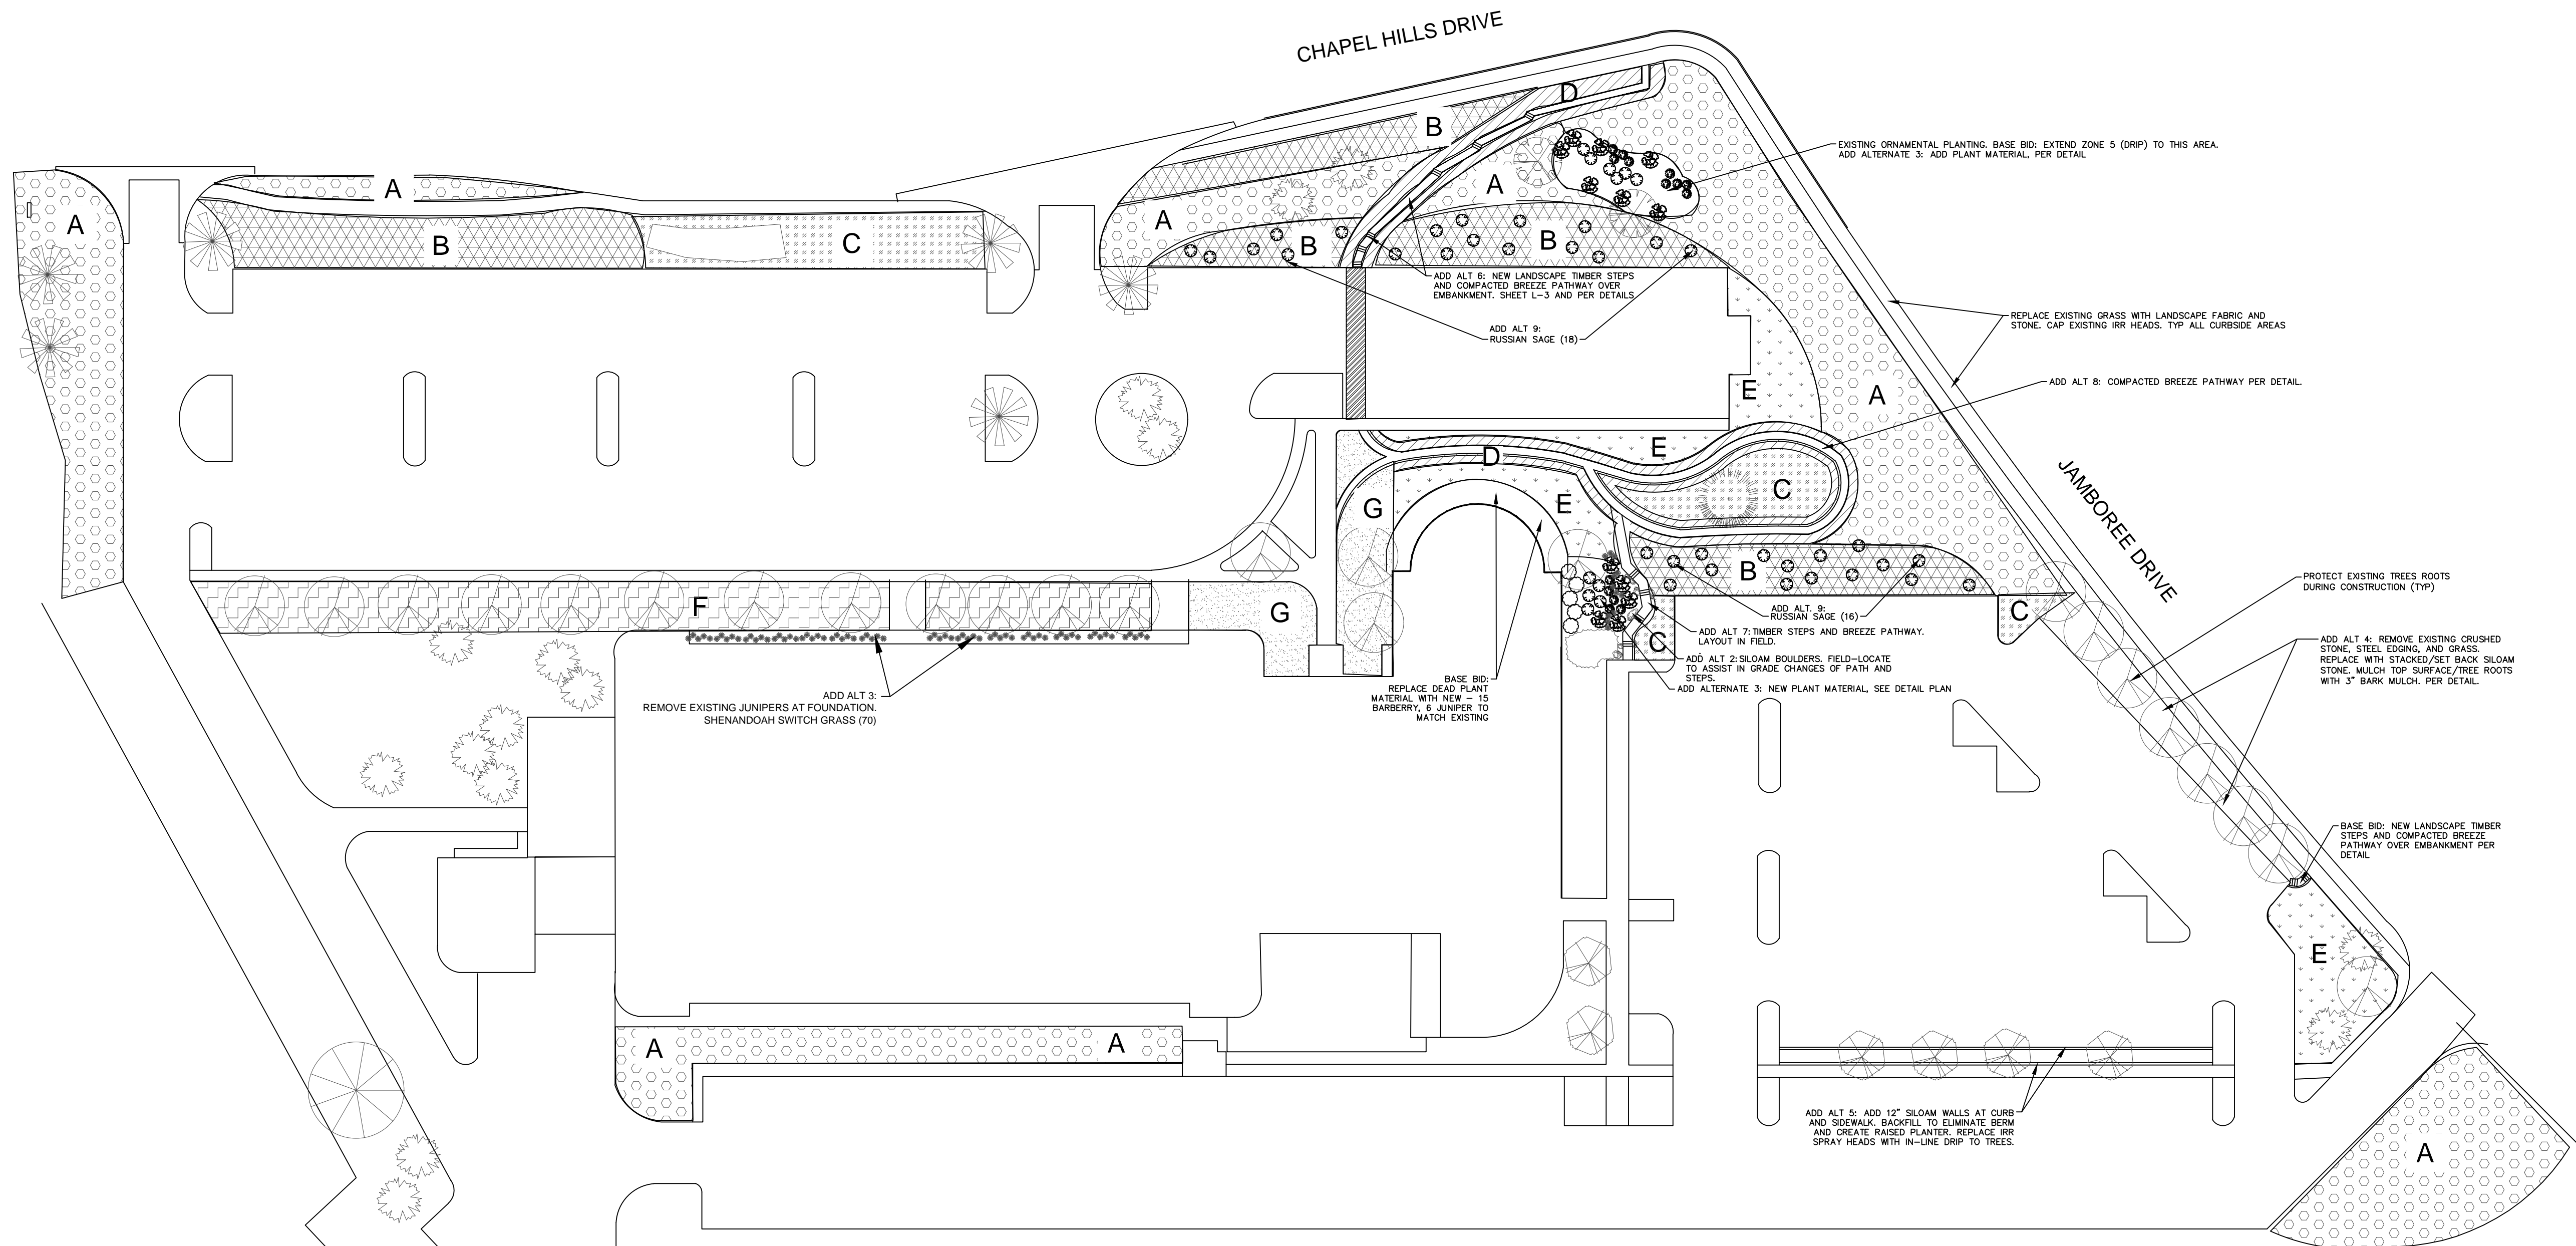 CHAPEL HILLS DRIVE
D
B
EXISTING ORNAMENTAL PLANTING. BASE BID: EXTEND ZONE 5 (DRIP) TO THIS AREA.
ADD ALTERNATE 3: ADD PLANT MATERIAL, PER DETAIL
A
A
A
A
B
C
B
B
ADD ALT 6: NEW LANDSCAPE TIMBER STEPS
AND COMPACTED BREEZE PATHWAY OVER
EMBANKMENT. SHEET L-3 AND PER DETAILS
ADD ALT 9:
RUSSIAN SAGE (18)
REPLACE EXISTING GRASS WITH LANDSCAPE FABRIC AND
STONE. CAP EXISTING IRR HEADS. TYP ALL CURBSIDE AREAS
ADD ALT 8: COMPACTED BREEZE PATHWAY PER DETAIL.
E
A
E
D
C
G
E
JAMBOREE DRIVE
B
PROTECT EXISTING TREES ROOTS
DURING CONSTRUCTION (TYP)
F
G
ADD ALT. 9:
RUSSIAN SAGE (16)
C
C
ADD ALT 7: TIMBER STEPS AND BREEZE PATHWAY.
LAYOUT IN FIELD.
ADD ALT 2: SILOAM BOULDERS. FIELD-LOCATE
TO ASSIST IN GRADE CHANGES OF PATH AND
STEPS.
ADD ALTERNATE 3: NEW PLANT MATERIAL, SEE DETAIL PLAN
ADD ALT 4: REMOVE EXISTING CRUSHED
STONE, STEEL EDGING, AND GRASS.
REPLACE WITH STACKED/SET BACK SILOAM
STONE. MULCH TOP SURFACE/TREE ROOTS
WITH 3" BARK MULCH. PER DETAIL.
BASE BID:
REPLACE DEAD PLANT
MATERIAL WITH NEW - 15
BARBERRY, 6 JUNIPER TO
MATCH EXISTING
ADD ALT 3:
REMOVE EXISTING JUNIPERS AT FOUNDATION.
SHENANDOAH SWITCH GRASS (70)
BASE BID: NEW LANDSCAPE TIMBER
STEPS AND COMPACTED BREEZE
PATHWAY OVER EMBANKMENT PER
DETAIL
E
A
A
ADD ALT 5: ADD 12" SILOAM WALLS AT CURB
AND SIDEWALK. BACKFILL TO ELIMINATE BERM
AND CREATE RAISED PLANTER. REPLACE IRR
SPRAY HEADS WITH IN-LINE DRIP TO TREES.
A